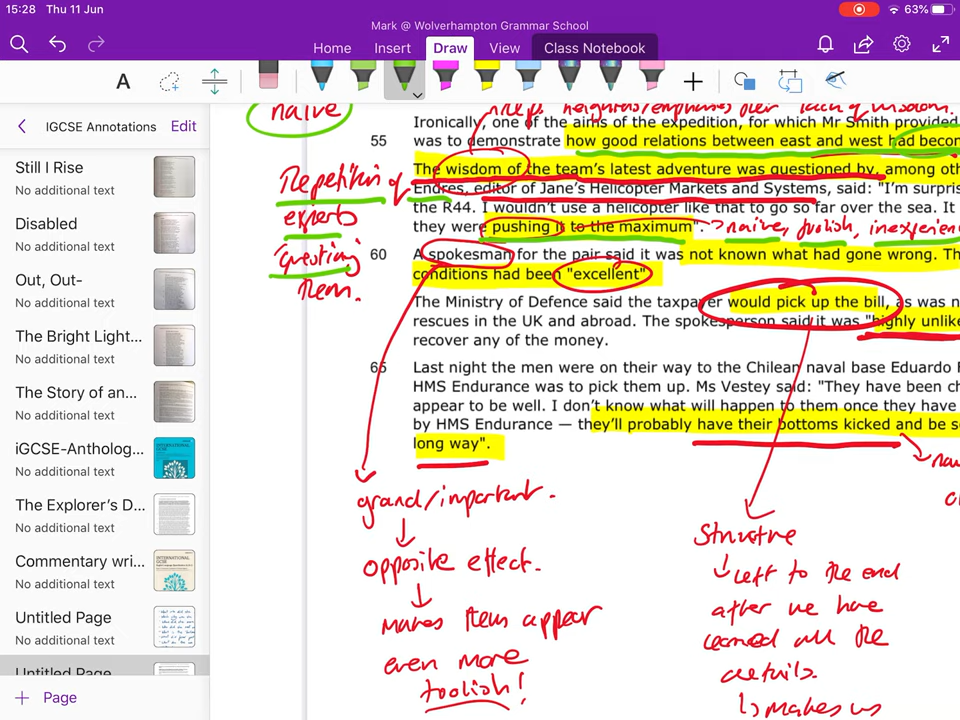 15:28 Thu 11 Jun
63%
Mark @ Wolverhampton Grammar School
Home Insert Draw View Class Notebook
A
IGCSE Annotations Edit
Still I Rise
No additional text
Disabled
No additional text
Out, Out-
No additional text
The Bright Light...
No additional text
The Story of an...
No additional text
iGCSE-Antholog...
No additional text
The Explorer's D...
No additional text
Commentary wri...
No additional text
Untitled Page
No additional text
Untitled Page
Page
naive
neighbours/emphasises their lack of wisdom.
Ironically, one of the aims of the expedition, for which Mr Smith provided
55 was to demonstrate how good relations between east and west had becom
The wisdom of the team's latest adventure was questioned by, among oth
Endres, editor of Jane's Helicopter Markets and Systems, said: "I'm surpris
the R44. I wouldn't use a helicopter like that to go so far over the sea. It
they were pushing it to the maximum".
→ naive, foolish, inexperien
60 A spokesman for the pair said it was not known what had gone wrong. Th
conditions had been "excellent"
The Ministry of Defence said the taxpayer would pick up the bill, as was n
rescues in the UK and abroad. The spokesperson said it was "highly unlike
recover any of the money.
65 Last night the men were on their way to the Chilean naval base Eduardo F
HMS Endurance was to pick them up. Ms Vestey said: "They have been ch
appear to be well. I don't know what will happen to them once they have
by HMS Endurance — they'll probably have their bottoms kicked and be se
long way".
Repetition of
experts
questioning
them.
grand/important.
opposite effect.
makes them appear
even more
foolish!
Structure
left to the end
after we have
learned all the
details.
makes us